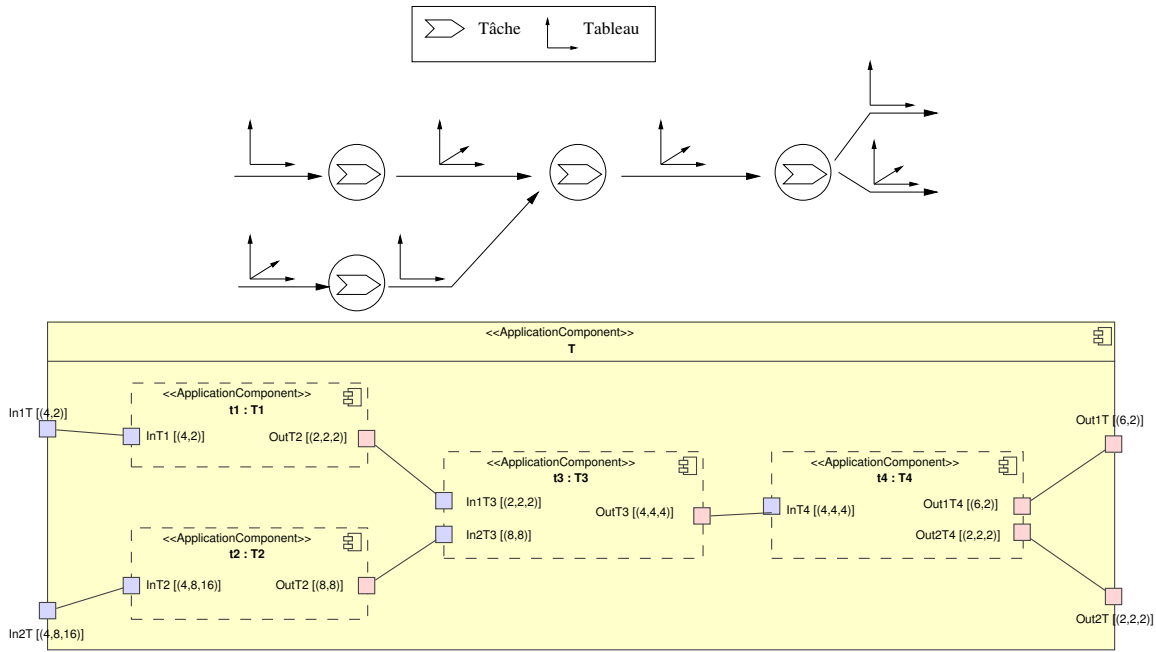 Tâche
Tableau
<<ApplicationComponent>>
T
In1T [(4,2)]
<<ApplicationComponent>>
t1 : T1
InT1 [(4,2)]
OutT2 [(2,2,2)]
Out1T [(6,2)]
<<ApplicationComponent>>
t3 : T3
In1T3 [(2,2,2)]
In2T3 [(8,8)]
OutT3 [(4,4,4)]
<<ApplicationComponent>>
t4 : T4
InT4 [(4,4,4)]
Out1T4 [(6,2)]
Out2T4 [(2,2,2)]
<<ApplicationComponent>>
t2 : T2
InT2 [(4,8,16)]
OutT2 [(8,8)]
In2T [(4,8,16)]
Out2T [(2,2,2)]